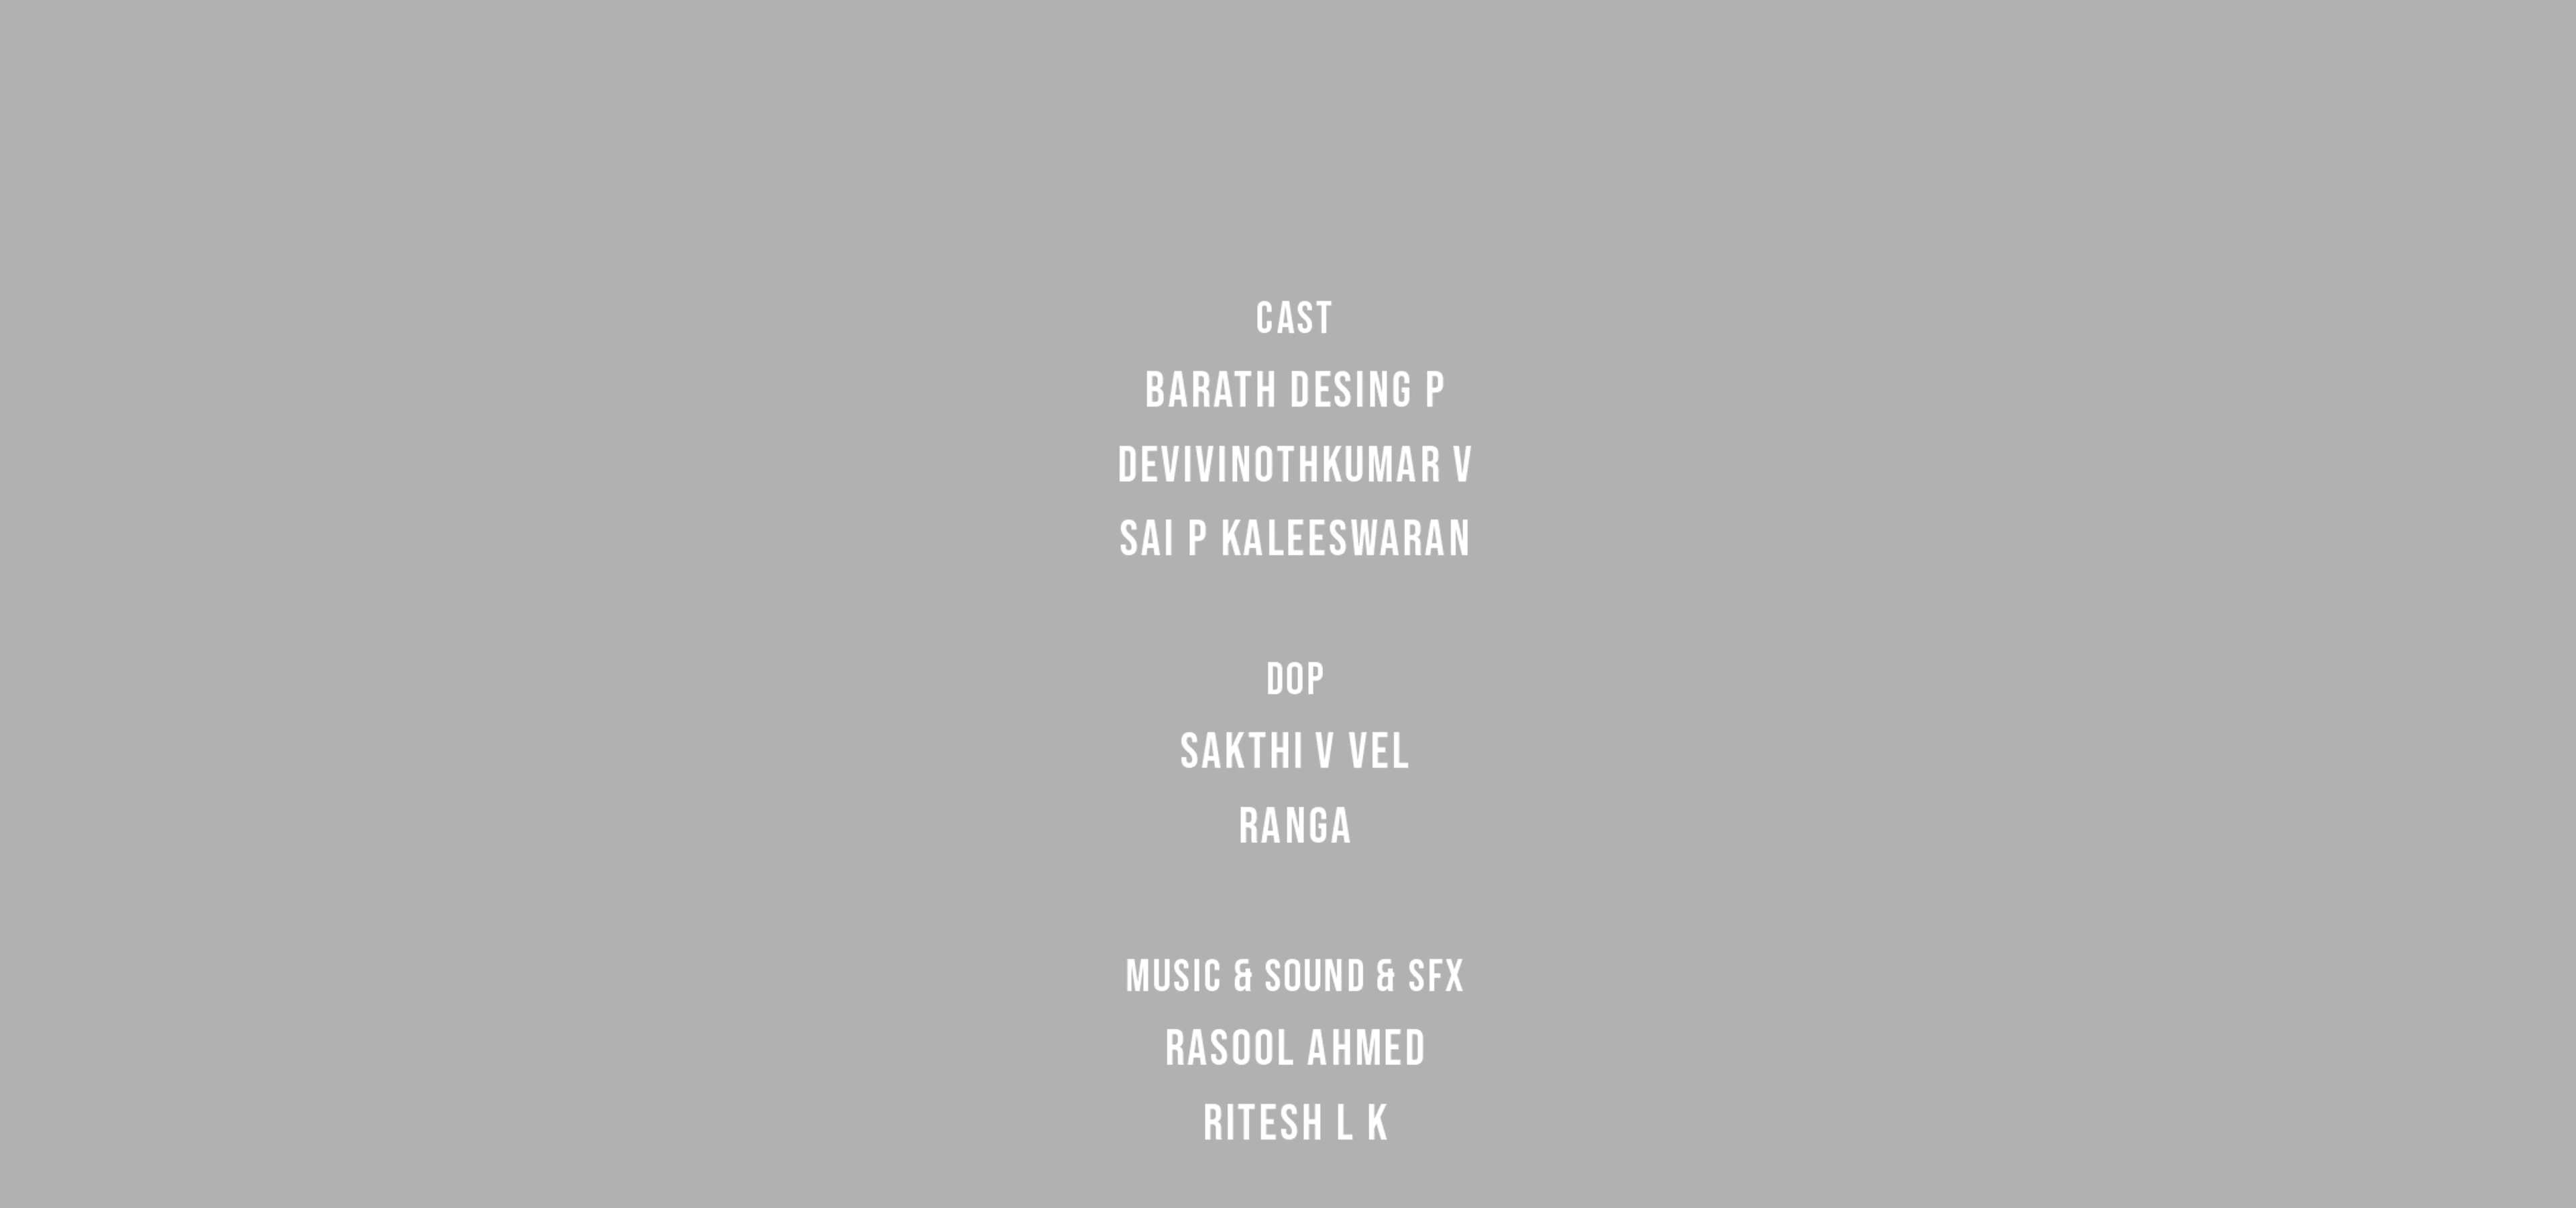 CAST
BARATH DESING P
DEVIVINOTHKUMAR V
SAI P KALEESWARAN
DOP
SAKTHI V VEL
RANGA
MUSIC & SOUND & SFX
RASOOL AHMED
RITESH L K